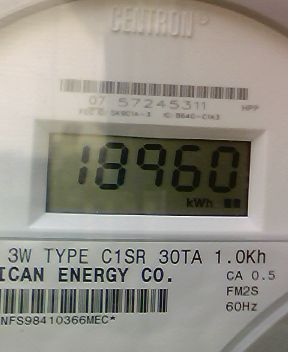 CENTRON®
07 57245311 HPP
18960
kWh
3W TYPE C1SR 30TA 1.0Kh
ICAN ENERGY CO.
CA 0.5
FM2S
60Hz
NFS98410366MEC*